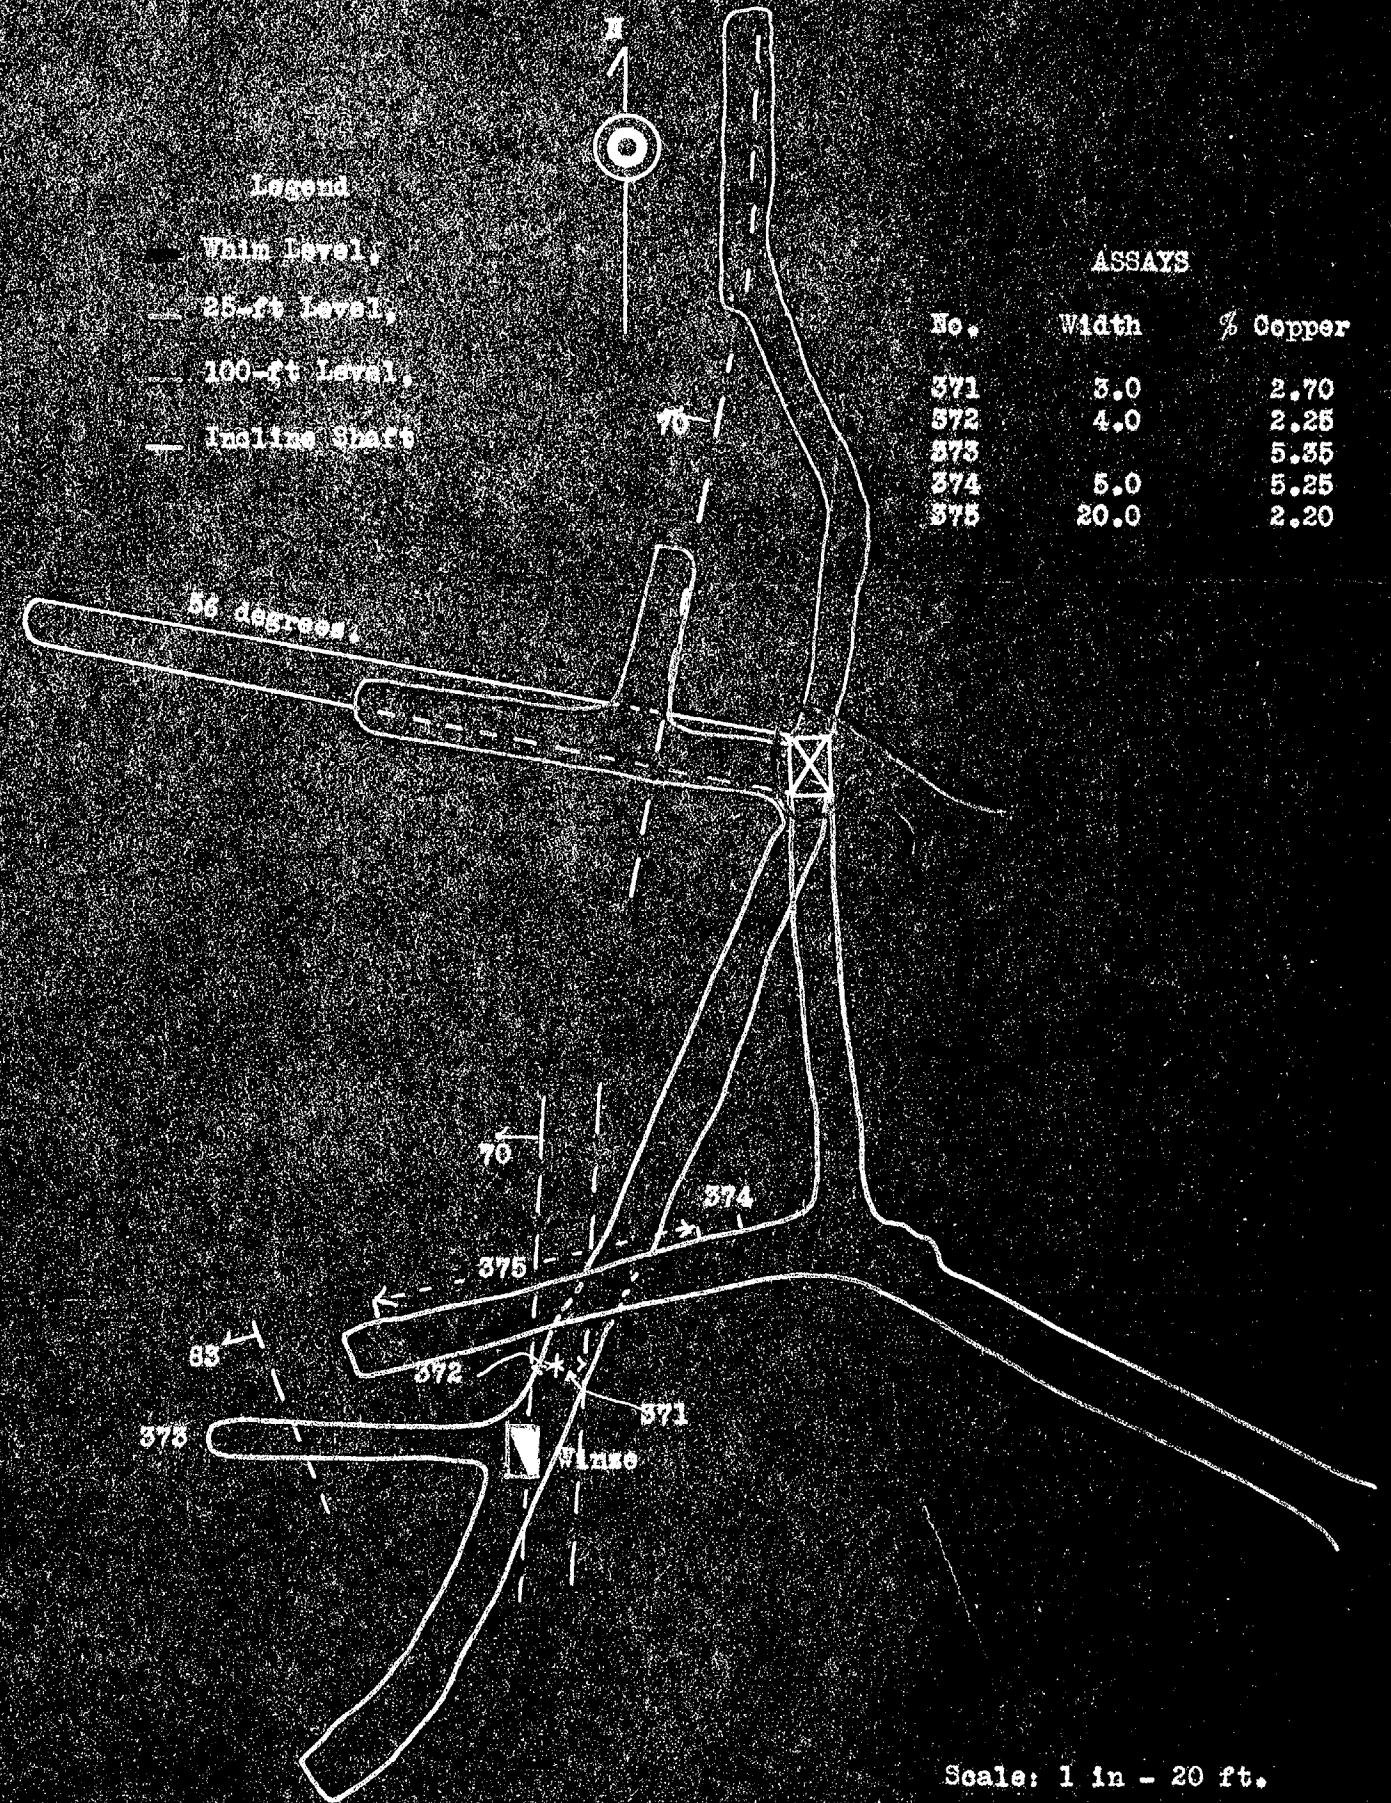 N
Legend
Whim Level,
25-ft Level,
100-ft Level,
Incline Shaft
ASSAYS
No. Width % Copper
371 3.0 2.70
372 4.0 2.25
373 5.35
374 5.0 5.25
375 20.0 2.20
70
56 degrees.
70
374
375
63
372
371
373
Winze
Scale: 1 in - 20 ft.